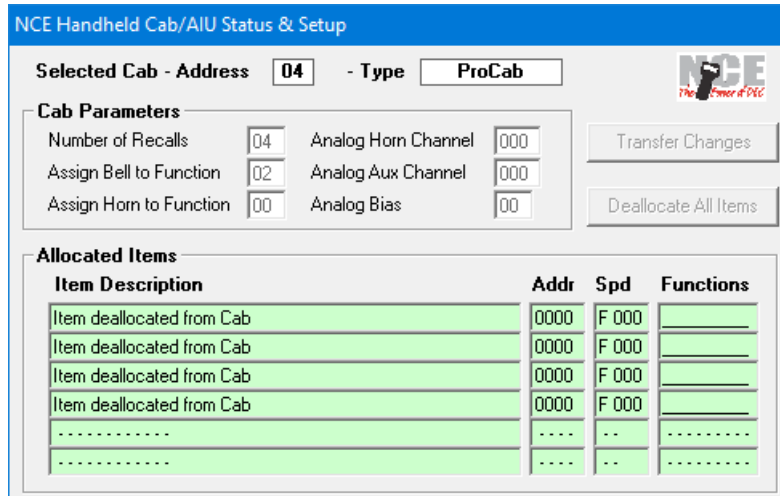 NCE Handheld Cab/AIU Status & Setup
Selected Cab - Address 04 - Type ProCab
NCE
Cab Parameters
Number of Recalls 04 Analog Horn Channel 000 Transfer Changes
Assign Bell to Function 02 Analog Aux Channel 000
Assign Horn to Function 00 Analog Bias 00 Deallocate All Items
Allocated Items
Item Description Addr Spd Functions
Item deallocated from Cab 0000 F 000 _________
Item deallocated from Cab 0000 F 000 _________
Item deallocated from Cab 0000 F 000 _________
Item deallocated from Cab 0000 F 000 _________
- - - - - - - - - - - - - - - - - - - - - - - - - - -
- - - - - - - - - - - - - - - - - - - - - - - - - - -